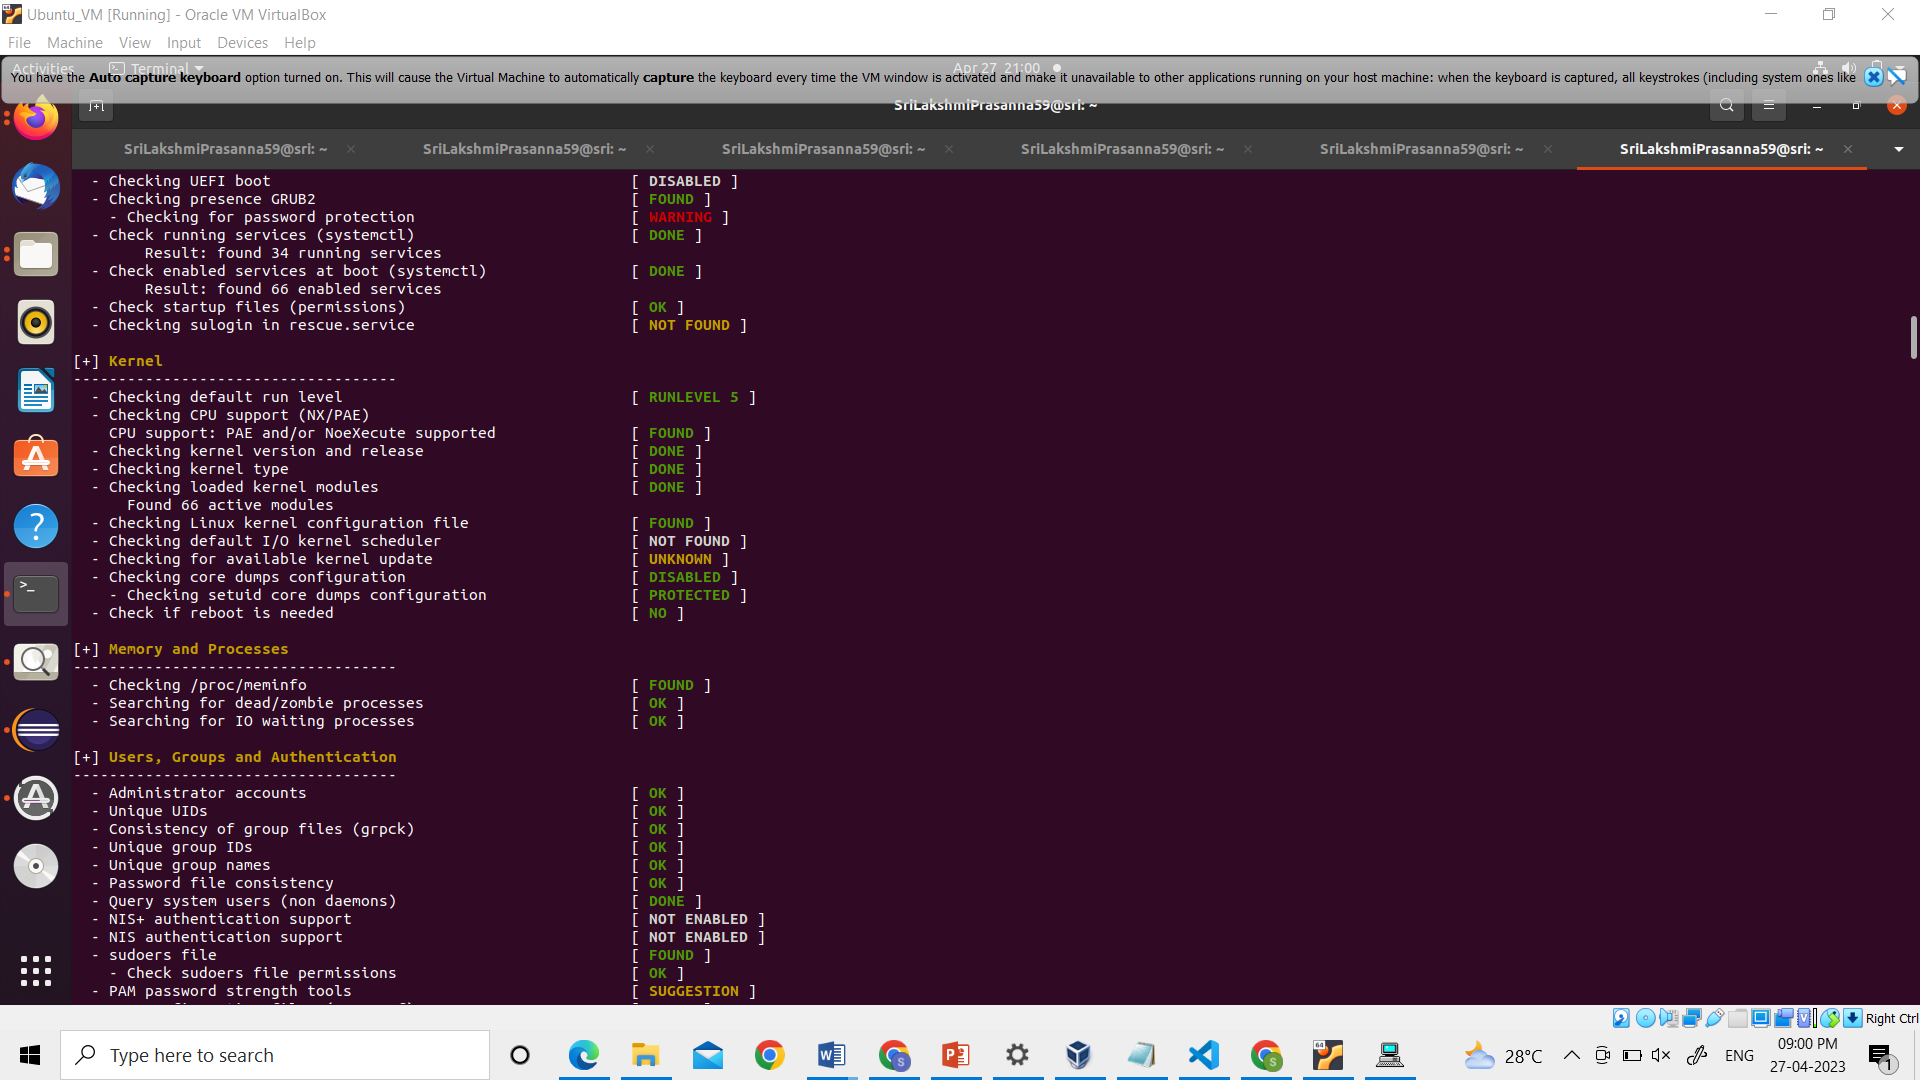 Ubuntu_VM [Running] - Oracle VM VirtualBox
File Machine View Input Devices Help
Activities Terminal Apr 27 21:00
You have the Auto capture keyboard option turned on. This will cause the Virtual Machine to automatically capture the keyboard every time the VM window is activated and make it unavailable to other applications running on your host machine: when the keyboard is captured, all keystrokes (including system ones like
SriLakshmiPrasanna59@sri: ~
SriLakshmiPrasanna59@sri: ~ SriLakshmiPrasanna59@sri: ~ SriLakshmiPrasanna59@sri: ~ SriLakshmiPrasanna59@sri: ~ SriLakshmiPrasanna59@sri: ~ SriLakshmiPrasanna59@sri: ~
- Checking UEFI boot [ DISABLED ]
- Checking presence GRUB2 [ FOUND ]
- Checking for password protection [ WARNING ]
- Check running services (systemctl) [ DONE ]
Result: found 34 running services
- Check enabled services at boot (systemctl) [ DONE ]
Result: found 66 enabled services
- Check startup files (permissions) [ OK ]
- Checking sulogin in rescue.service [ NOT FOUND ]
[+] Kernel
------------------------------------
- Checking default run level [ RUNLEVEL 5 ]
- Checking CPU support (NX/PAE)
CPU support: PAE and/or NoeXecute supported [ FOUND ]
- Checking kernel version and release [ DONE ]
- Checking kernel type [ DONE ]
- Checking loaded kernel modules [ DONE ]
Found 66 active modules
- Checking Linux kernel configuration file [ FOUND ]
- Checking default I/O kernel scheduler [ NOT FOUND ]
- Checking for available kernel update [ UNKNOWN ]
- Checking core dumps configuration [ DISABLED ]
- Checking setuid core dumps configuration [ PROTECTED ]
- Check if reboot is needed [ NO ]
[+] Memory and Processes
------------------------------------
- Checking /proc/meminfo [ FOUND ]
- Searching for dead/zombie processes [ OK ]
- Searching for IO waiting processes [ OK ]
[+] Users, Groups and Authentication
------------------------------------
- Administrator accounts [ OK ]
- Unique UIDs [ OK ]
- Consistency of group files (grpck) [ OK ]
- Unique group IDs [ OK ]
- Unique group names [ OK ]
- Password file consistency [ OK ]
- Query system users (non daemons) [ DONE ]
- NIS+ authentication support [ NOT ENABLED ]
- NIS authentication support [ NOT ENABLED ]
- sudoers file [ FOUND ]
- Check sudoers file permissions [ OK ]
- PAM password strength tools [ SUGGESTION ]
Right Ctrl
Type here to search
28°C
ENG
09:00 PM
27-04-2023
1